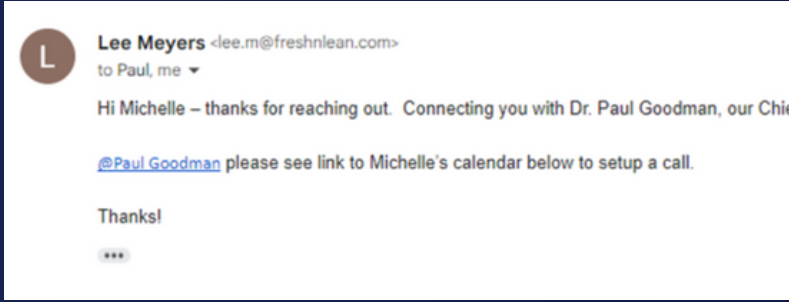 L
Lee Meyers <lee.m@freshnlean.com>
to Paul, me
Hi Michelle – thanks for reaching out.  Connecting you with Dr. Paul Goodman, our
@Paul Goodman please see link to Michelle's calendar below to setup a call.
Thanks!